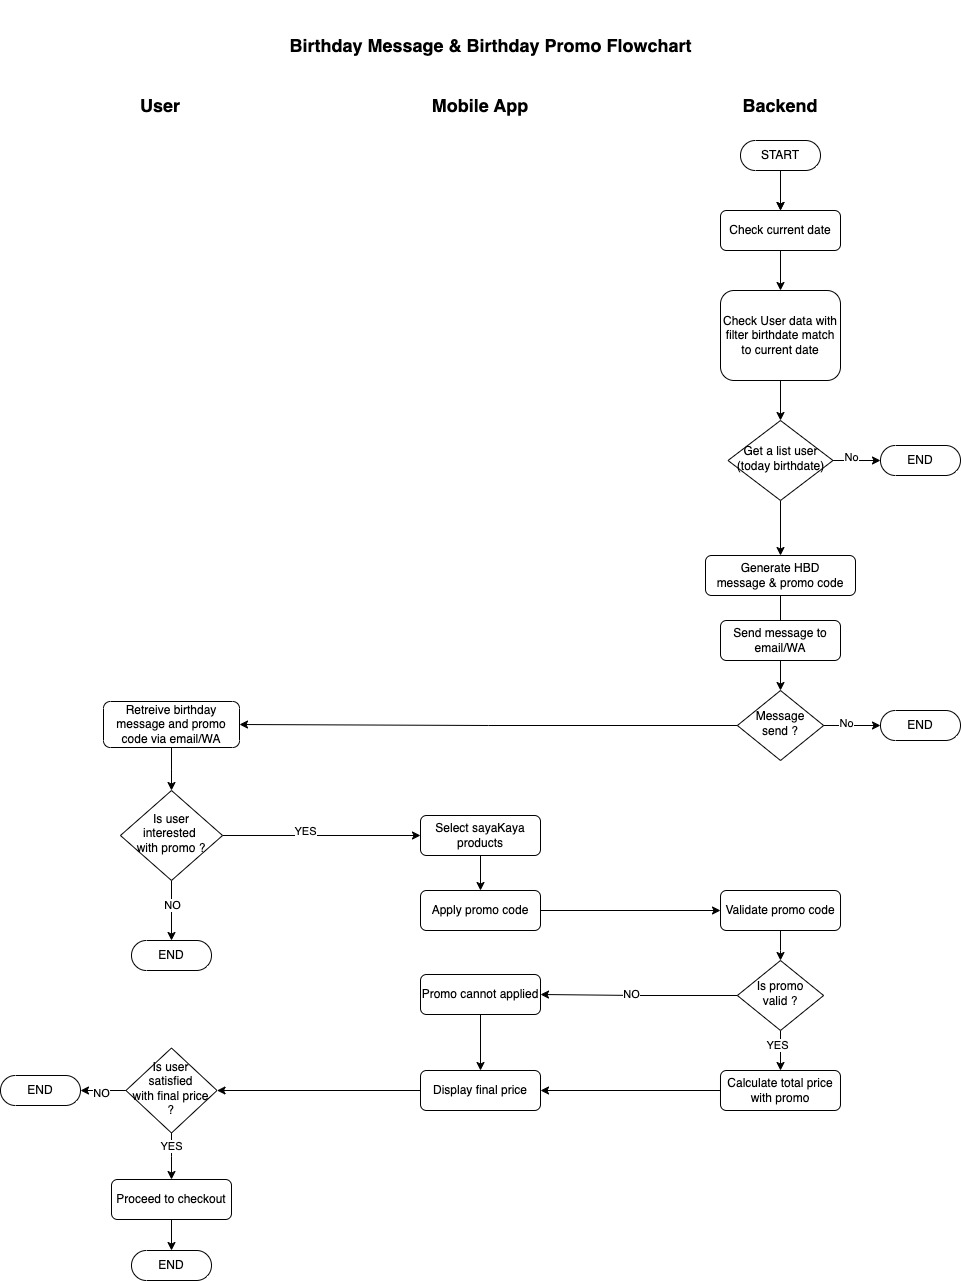 Birthday Message & Birthday Promo Flowchart
User
Mobile App
Backend
START
Check current date
Check User data with
filter birthdate match
to current date
Get a list user
(today birthdate)
No
END
Generate HBD
message & promo code
Send message to
email/WA
Message
send ?
No
END
Retreive birthday
message and promo
code via email/WA
Is user
interested
with promo ?
YES
Select sayaKaya
products
NO
END
Apply promo code
Validate promo code
Is promo
valid ?
NO
Promo cannot applied
YES
Calculate total price
with promo
Display final price
Is user
satisfied
with final price
?
NO
END
YES
Proceed to checkout
END